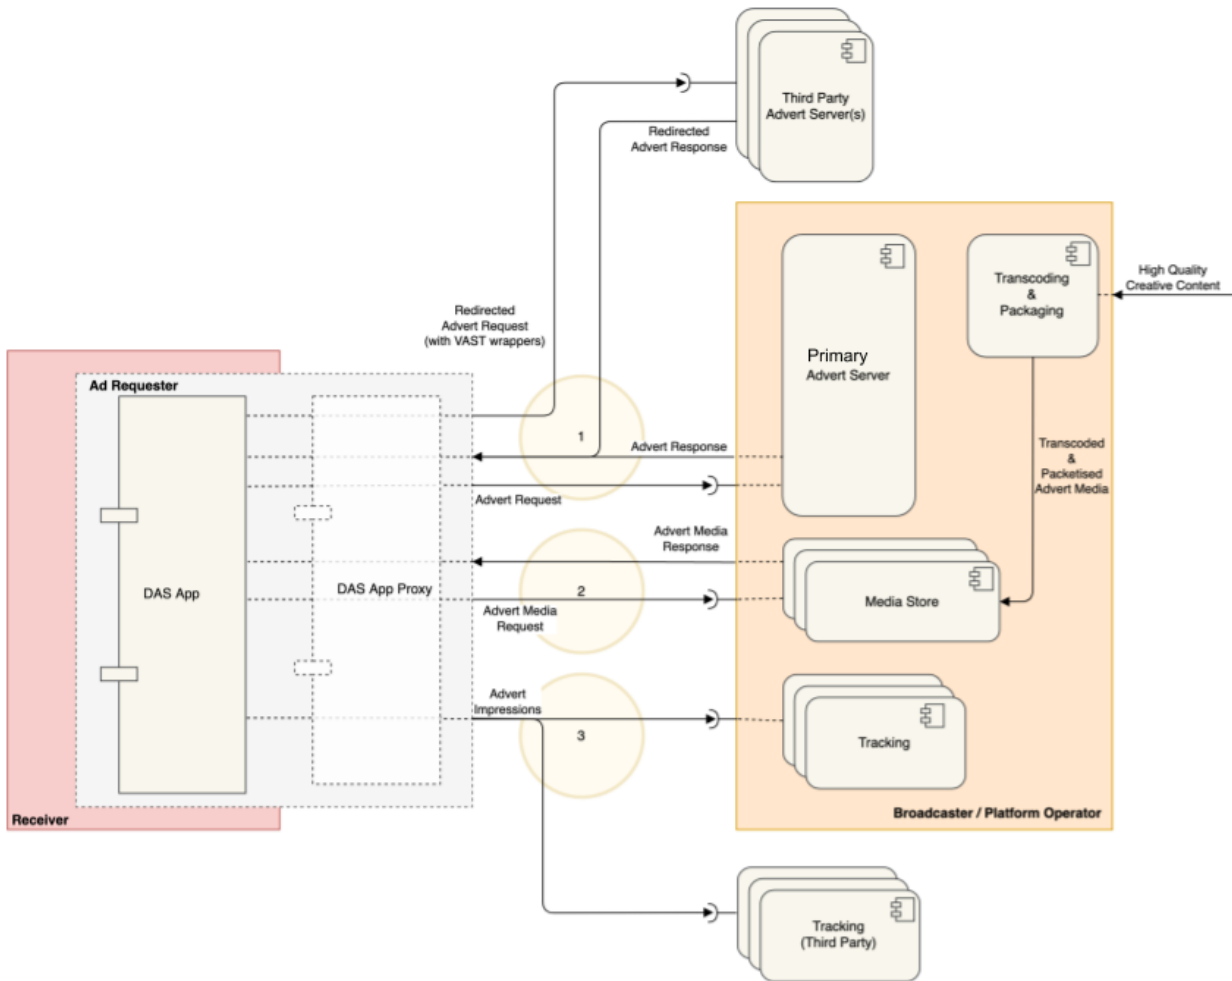 Third Party
Advert Server(s)
Redirected
Advert Response
High Quality
Creative Content
Transcoding
&
Packaging
Redirected
Advert Request
(with VAST wrappers)
Primary
Advert Server
Ad Requester
1
Advert Response
Transcoded
&
Packetised
Advert Media
Advert Request
Advert Media
Response
DAS App
DAS App Proxy
2
Media Store
Advert Media
Request
Advert
Impressions
3
Tracking
Receiver
Broadcaster / Platform Operator
Tracking
(Third Party)